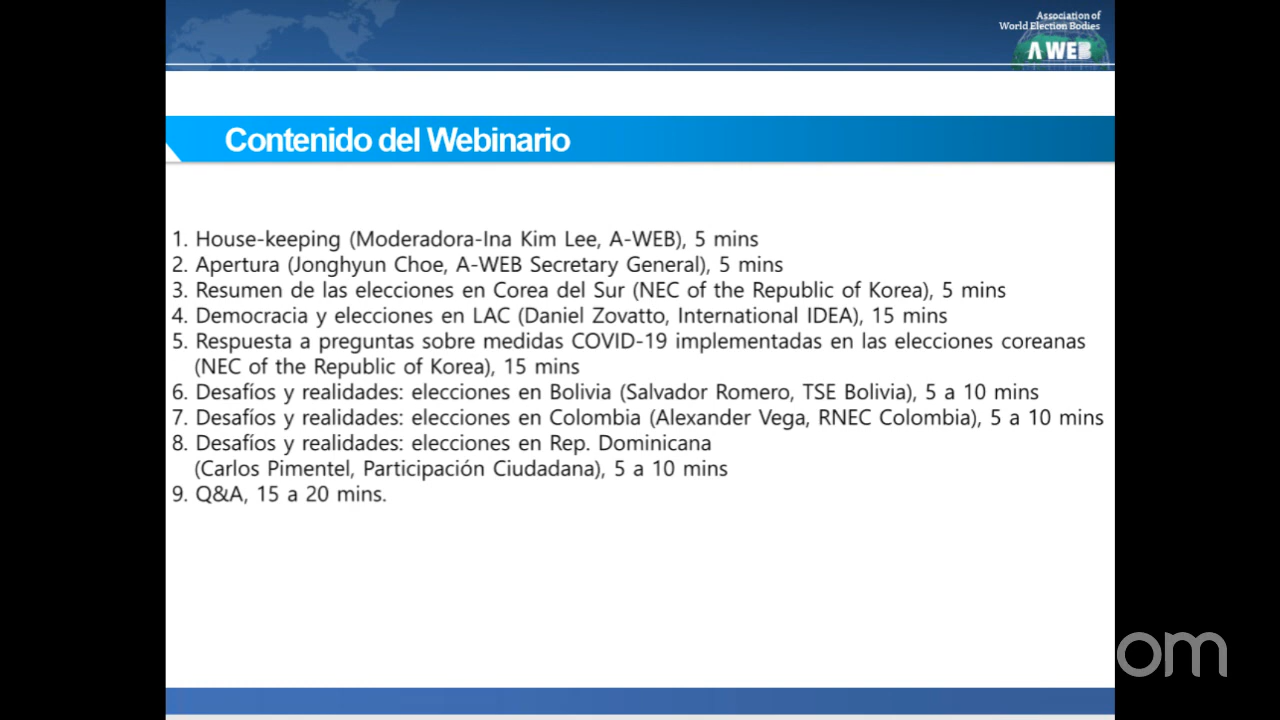 Association of
World Election Bodies
A WEB
Contenido del Webinario
1. House-keeping (Moderadora-Ina Kim Lee, A-WEB), 5 mins
2. Apertura (Jonghyun Choe, A-WEB Secretary General), 5 mins
3. Resumen de las elecciones en Corea del Sur (NEC of the Republic of Korea), 5 mins
4. Democracia y elecciones en LAC (Daniel Zovatto, International IDEA), 15 mins
5. Respuesta a preguntas sobre medidas COVID-19 implementadas en las elecciones coreanas
(NEC of the Republic of Korea), 15 mins
6. Desafíos y realidades: elecciones en Bolivia (Salvador Romero, TSE Bolivia), 5 a 10 mins
7. Desafíos y realidades: elecciones en Colombia (Alexander Vega, RNEC Colombia), 5 a 10 mins
8. Desafíos y realidades: elecciones en Rep. Dominicana
(Carlos Pimentel, Participación Ciudadana), 5 a 10 mins
9. Q&A, 15 a 20 mins.
om